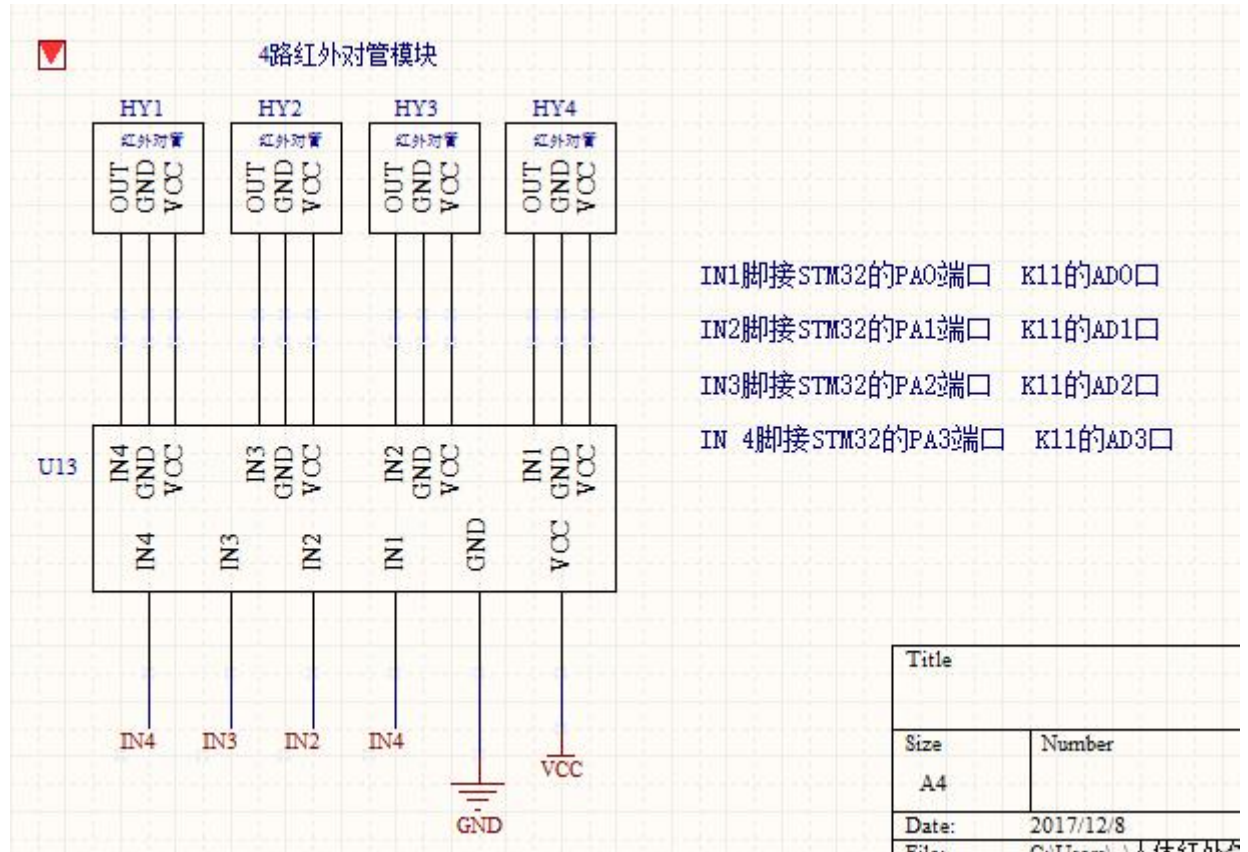 4路红外对管模块
HY1 HY2 HY3 HY4
红外对管 红外对管 红外对管 红外对管
OUT GND VCC OUT GND VCC OUT GND VCC OUT GND VCC
IN1脚接STM32的PA0端口 K11的AD0口
IN2脚接STM32的PA1端口 K11的AD1口
IN3脚接STM32的PA2端口 K11的AD2口
IN 4脚接STM32的PA3端口 K11的AD3口
U13
IN4 GND VCC IN3 GND VCC IN2 GND VCC IN1 GND VCC
IN4 IN3 IN2 IN1 GND VCC
IN4 IN3 IN2 IN4
VCC
GND
Title
Size Number
A4
Date: 2017/12/8